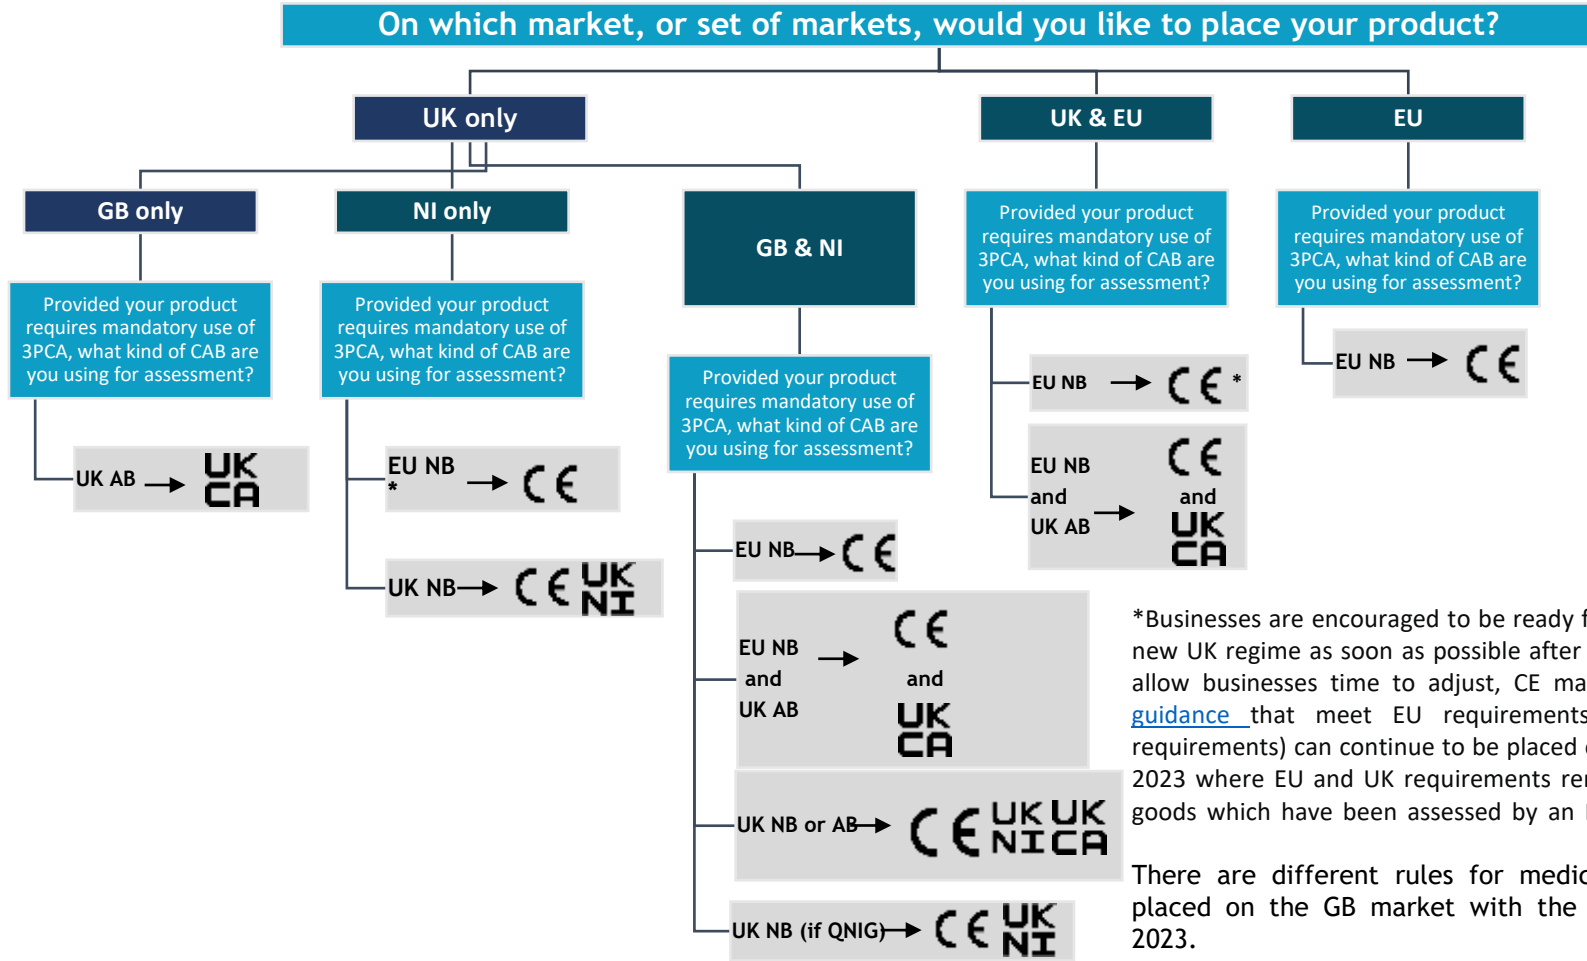 On which market, or set of markets, would you like to place your product?
UK only
UK & EU
EU
GB only
NI only
GB & NI
Provided your product
requires mandatory use of
3PCA, what kind of CAB are
you using for assessment?
Provided your product
requires mandatory use of
3PCA, what kind of CAB are
you using for assessment?
Provided your product
requires mandatory use of
3PCA, what kind of CAB are
you using for assessment?
Provided your product
requires mandatory use of
3PCA, what kind of CAB are
you using for assessment?
Provided your product
requires mandatory use of
3PCA, what kind of CAB are
you using for assessment?
UK AB
UK
CA
EU NB
*
CE
UK NB
CE
UK
NI
EU NB
CE
EU NB
and
UK AB
CE
and
UK
CA
UK NB or AB
CE
UK
NI
UK
CA
UK NB (if QNIG)
CE
UK
NI
EU NB
CE *
EU NB
and
UK AB
CE
and
UK
CA
EU NB
CE
*Businesses are encouraged to be ready
new UK regime as soon as possible after
allow businesses time to adjust, CE
guidance that meet EU requirements
requirements) can continue to be placed
2023 where EU and UK requirements
goods which have been assessed by an
There are different rules for
placed on the GB market with the
2023.